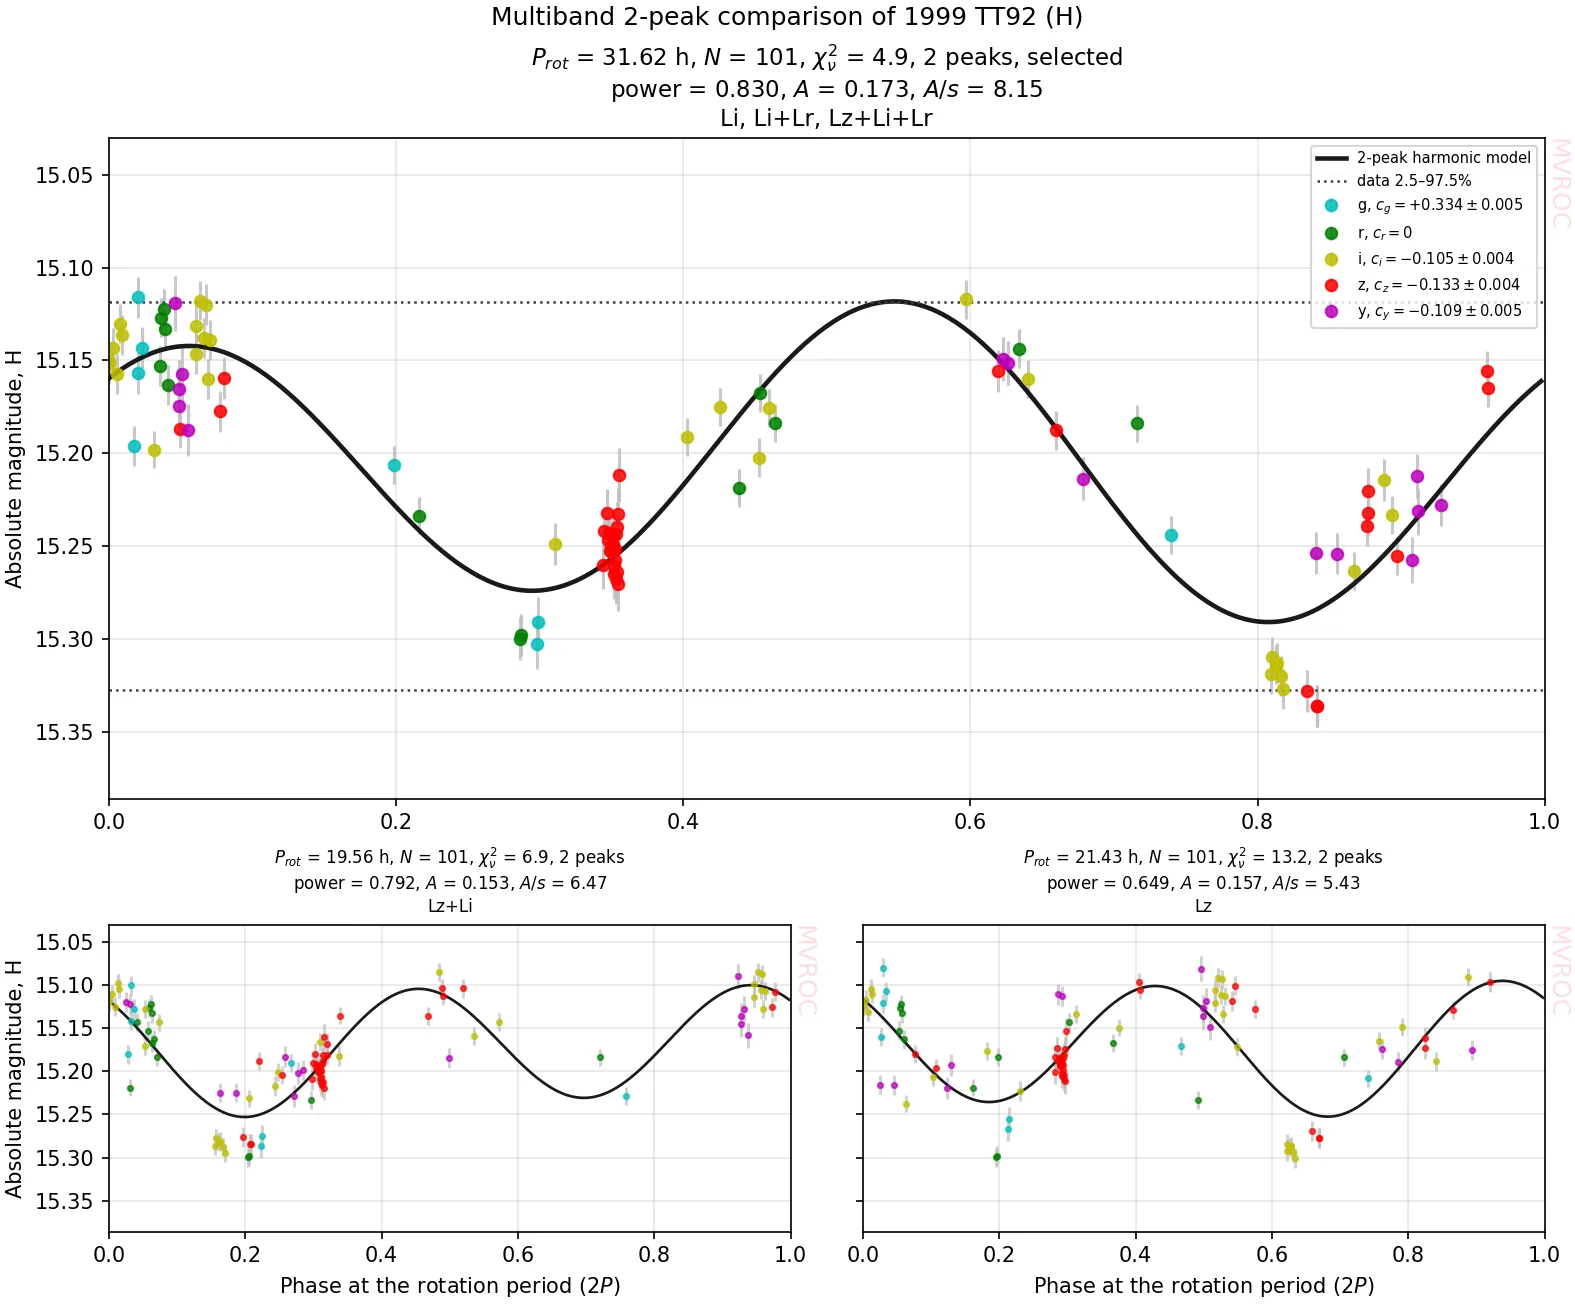 Multiband 2-peak comparison of 1999 TT92 (H)
P_rot = 31.62 h, N = 101, χ²_ν = 4.9, 2 peaks, selected
power = 0.830, A = 0.173, A/s = 8.15
Li, Li+Lr, Lz+Li+Lr
2-peak harmonic model
data 2.5–97.5%
g, c_g = +0.334 ± 0.005
r, c_r = 0
i, c_i = −0.105 ± 0.004
z, c_z = −0.133 ± 0.004
y, c_y = −0.109 ± 0.005
MVROC
Absolute magnitude, H
15.05
15.10
15.15
15.20
15.25
15.30
15.35
0.0 0.2 0.4 0.6 0.8 1.0
P_rot = 19.56 h, N = 101, χ²_ν = 6.9, 2 peaks
power = 0.792, A = 0.153, A/s = 6.47
Lz+Li
MVROC
Absolute magnitude, H
15.05
15.10
15.15
15.20
15.25
15.30
15.35
0.0 0.2 0.4 0.6 0.8 1.0
Phase at the rotation period (2P)
P_rot = 21.43 h, N = 101, χ²_ν = 13.2, 2 peaks
power = 0.649, A = 0.157, A/s = 5.43
Lz
MVROC
0.0 0.2 0.4 0.6 0.8 1.0
Phase at the rotation period (2P)